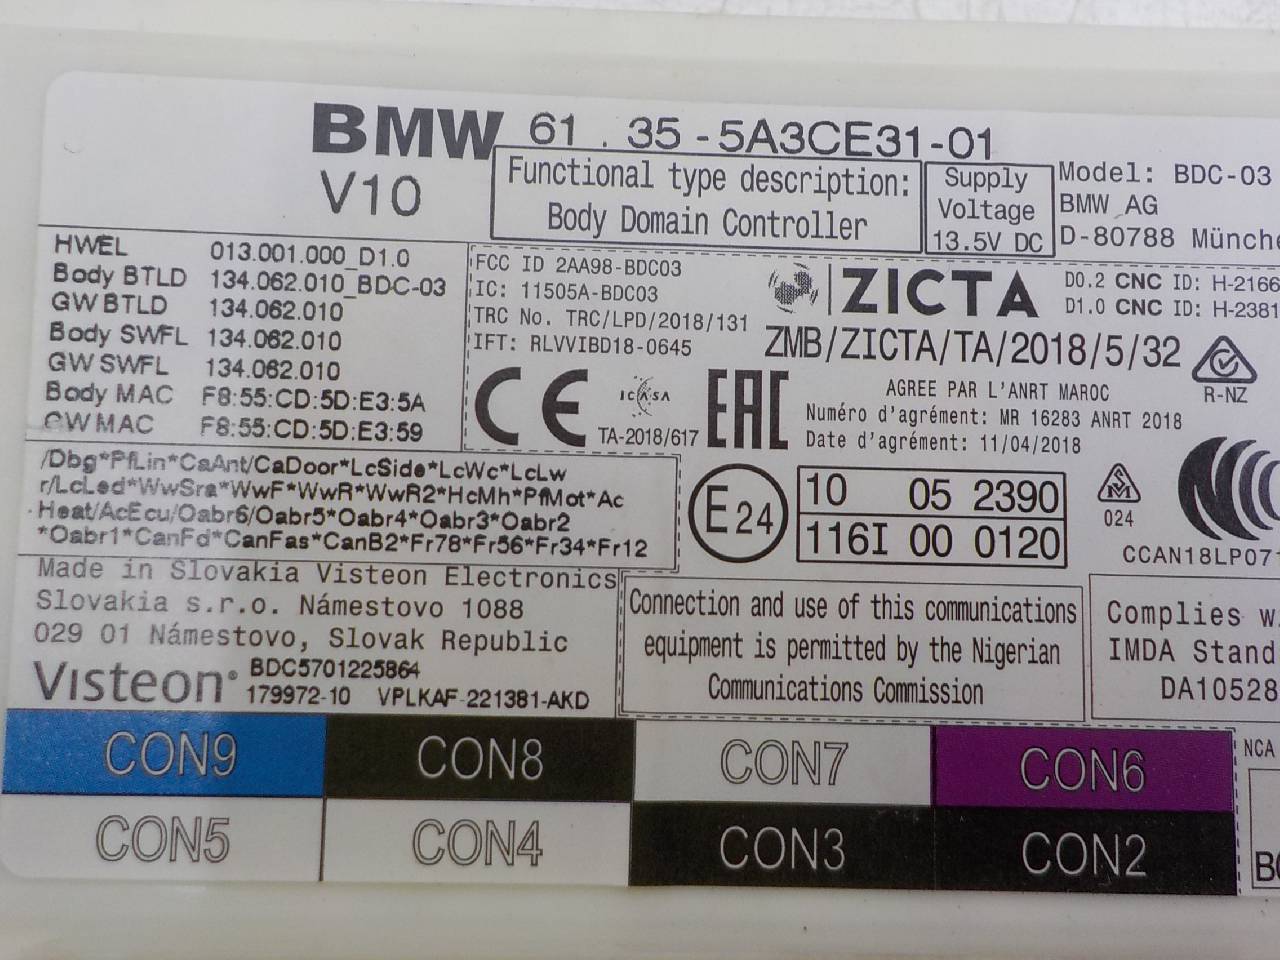 BMW 61 . 35 - 5A3CE31-01
V10
Functional type description:
Body Domain Controller
Supply
Voltage
13.5V DC
Model: BDC-03
BMW AG
D-80788
HWEL 013.001.000_D1.0
Body BTLD 134.062.010_BDC-03
GW BTLD 134.062.010
Body SWFL 134.062.010
GW SWFL 134.062.010
Body MAC F8:55:CD:5D:E3:5A
GW MAC F8:55:CD:5D:E3:59
FCC ID 2AA98-BDC03
IC: 11505A-BDC03
TRC No. TRC/LPD/2018/131
IFT: RLVVIBD18-0645
CE
ICASA
TA-2018/617
EAC
ZICTA
ZMB/ZICTA/TA/2018/5/32
D0.2 CNC ID: H-2166
D1.0 CNC ID: H-2381
R-NZ
AGREE PAR L'ANRT MAROC
Numéro d'agrément: MR 16283 ANRT 2018
Date d'agrément: 11/04/2018
/Dbg*PfLin*CaAnt/CaDoor*LcSide*LcWc*LcLw
r/LcLed*WwSra*WwF*WwR*WwR2*HcMh*PfMot*Ac
Heat/AcEcu/Oabr6/Oabr5*Oabr4*Oabr3*Oabr2
*Oabr1*CanFd*CanFas*CanB2*Fr78*Fr56*Fr34*Fr12
E24
10 05 2390
116I 00 0120
024
CCAN18LP071
Made in Slovakia Visteon Electronics
Slovakia s.r.o. Námestovo 1088
029 01 Námestovo, Slovak Republic
Visteon
BDC5701225864
179972-10 VPLKAF-221381-AKD
Connection and use of this communications
equipment is permitted by the Nigerian
Communications Commission
Complies
IMDA Stand
DA10528
CON9 CON8 CON7 CON6
NCA
CON5 CON4 CON3 CON2